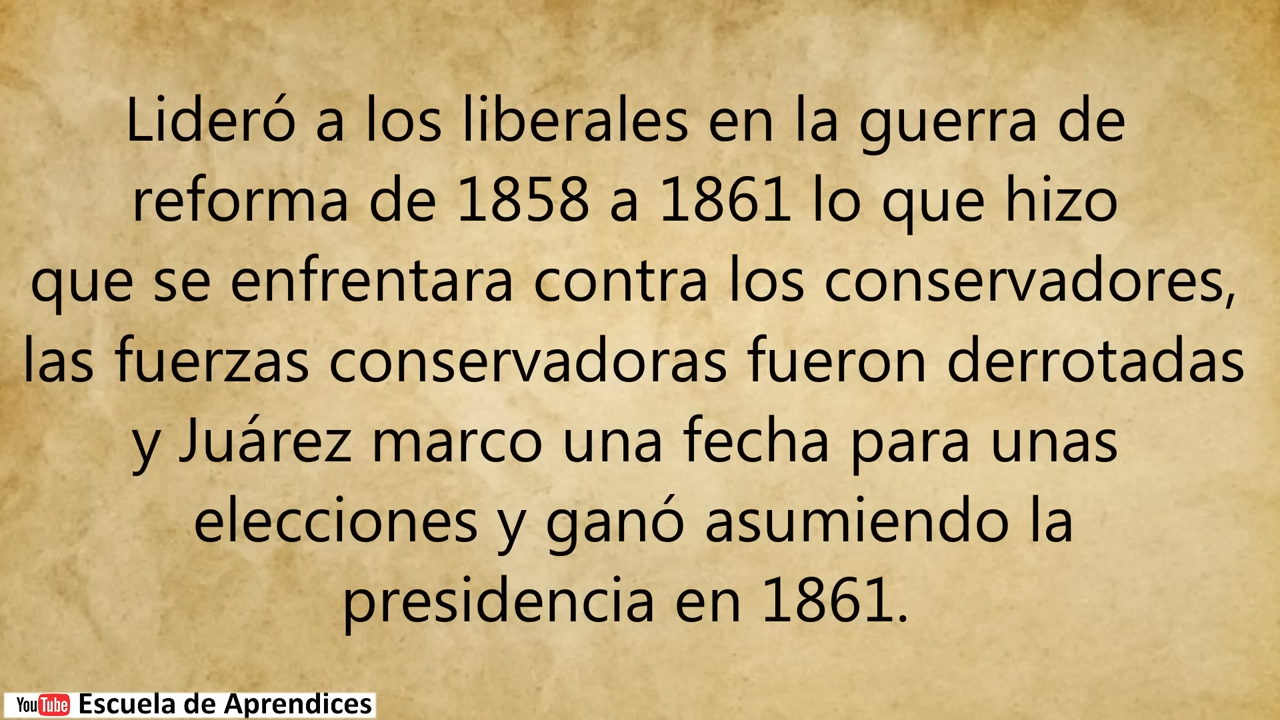 Lideró a los liberales en la guerra de
reforma de 1858 a 1861 lo que hizo
que se enfrentara contra los conservadores,
las fuerzas conservadoras fueron derrotadas
y Juárez marco una fecha para unas
elecciones y ganó asumiendo la
presidencia en 1861.
YouTube Escuela de Aprendices